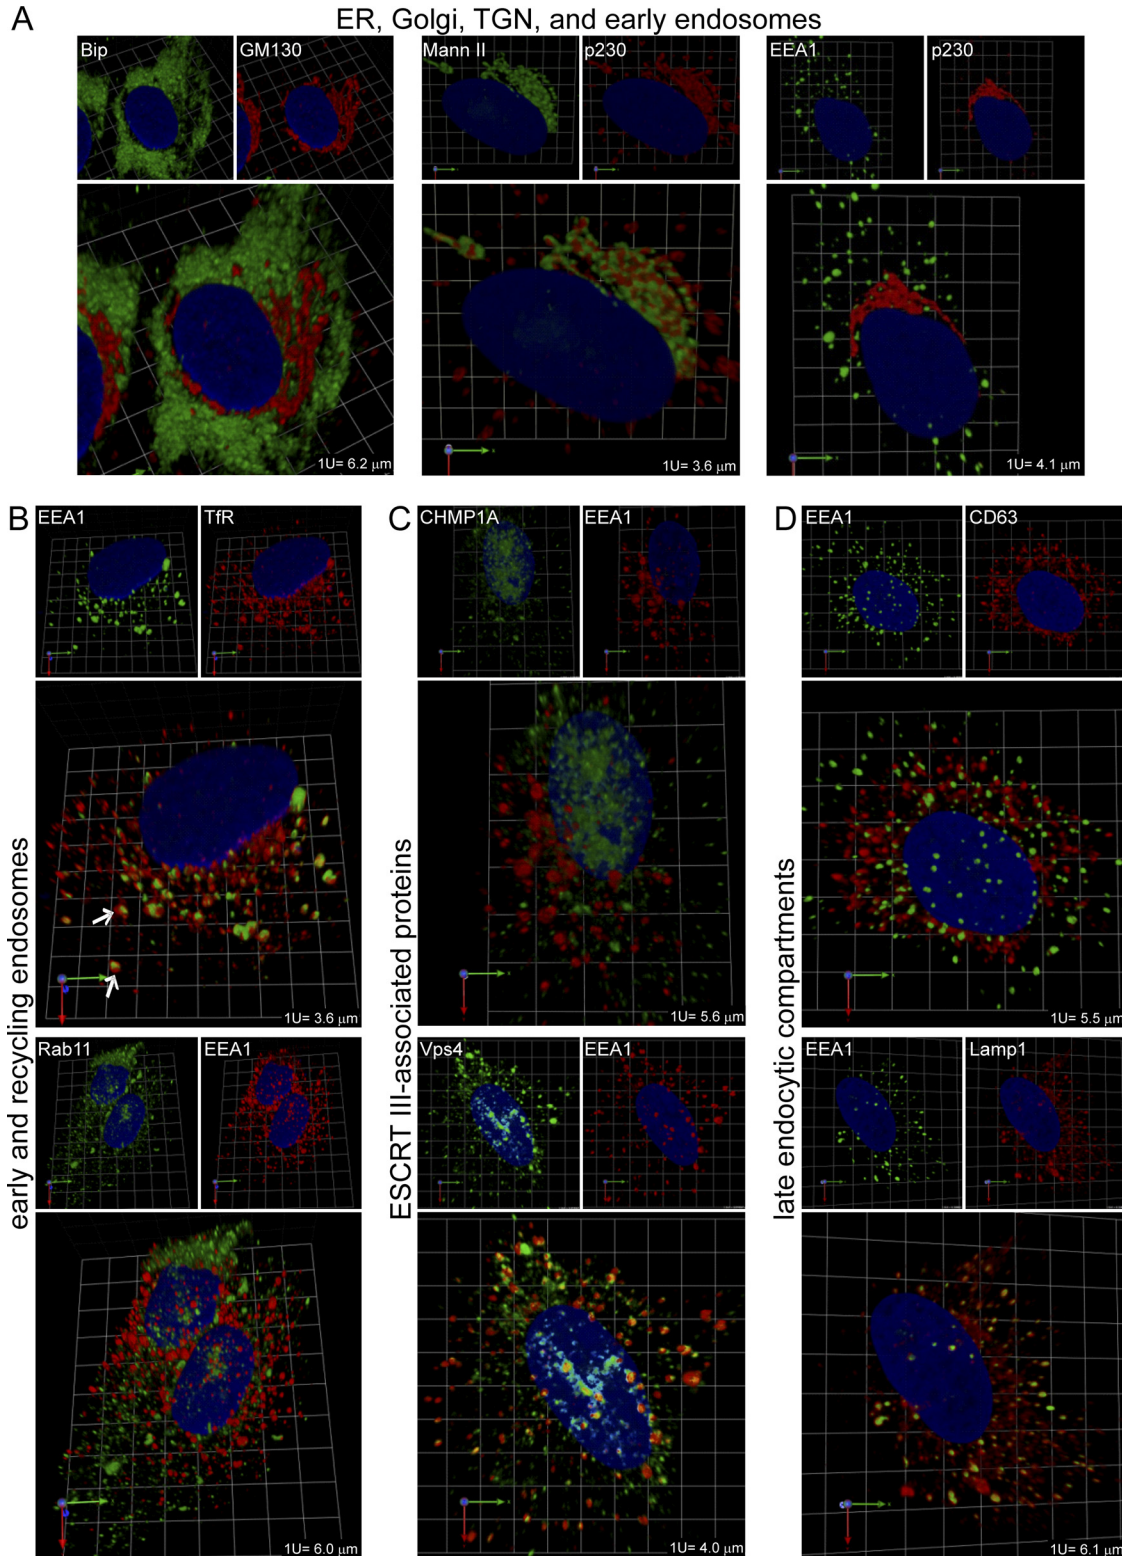 A
ER, Golgi, TGN, and early endosomes
Bip
GM130
Mann II
p230
EEA1
p230
1U= 6.2 µm
1U= 3.6 µm
1U= 4.1 µm
B
early and recycling endosomes
EEA1
TfR
1U= 3.6 µm
Rab11
EEA1
1U= 6.0 µm
C
ESCRT III-associated proteins
CHMP1A
EEA1
1U= 5.6 µm
Vps4
EEA1
1U= 4.0 µm
D
late endocytic compartments
EEA1
CD63
1U= 5.5 µm
EEA1
Lamp1
1U= 6.1 µm